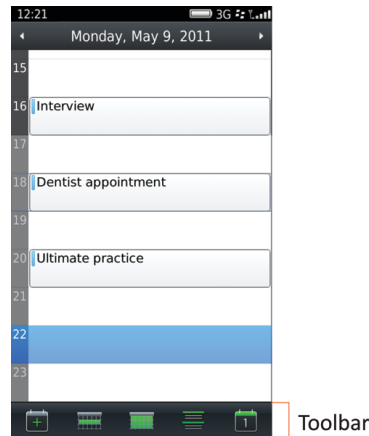 12:21 3G
Monday, May 9, 2011
15
16 Interview
17
18 Dentist appointment
19
20 Ultimate practice
21
22
23
+ 1
Toolbar